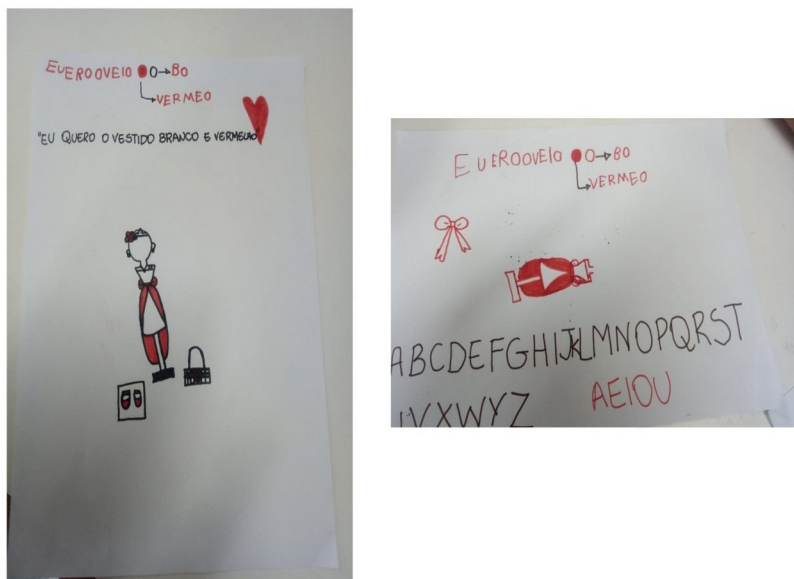 EUEROOVEIO O→BO
VERMEO
"EU QUERO O VESTIDO BRANCO E VERMELHO"
EUEROOVEIO O→BO
VERMEO
ABCDEFGHIJKLMNOPQRST
UVXWYZ
AEIOU